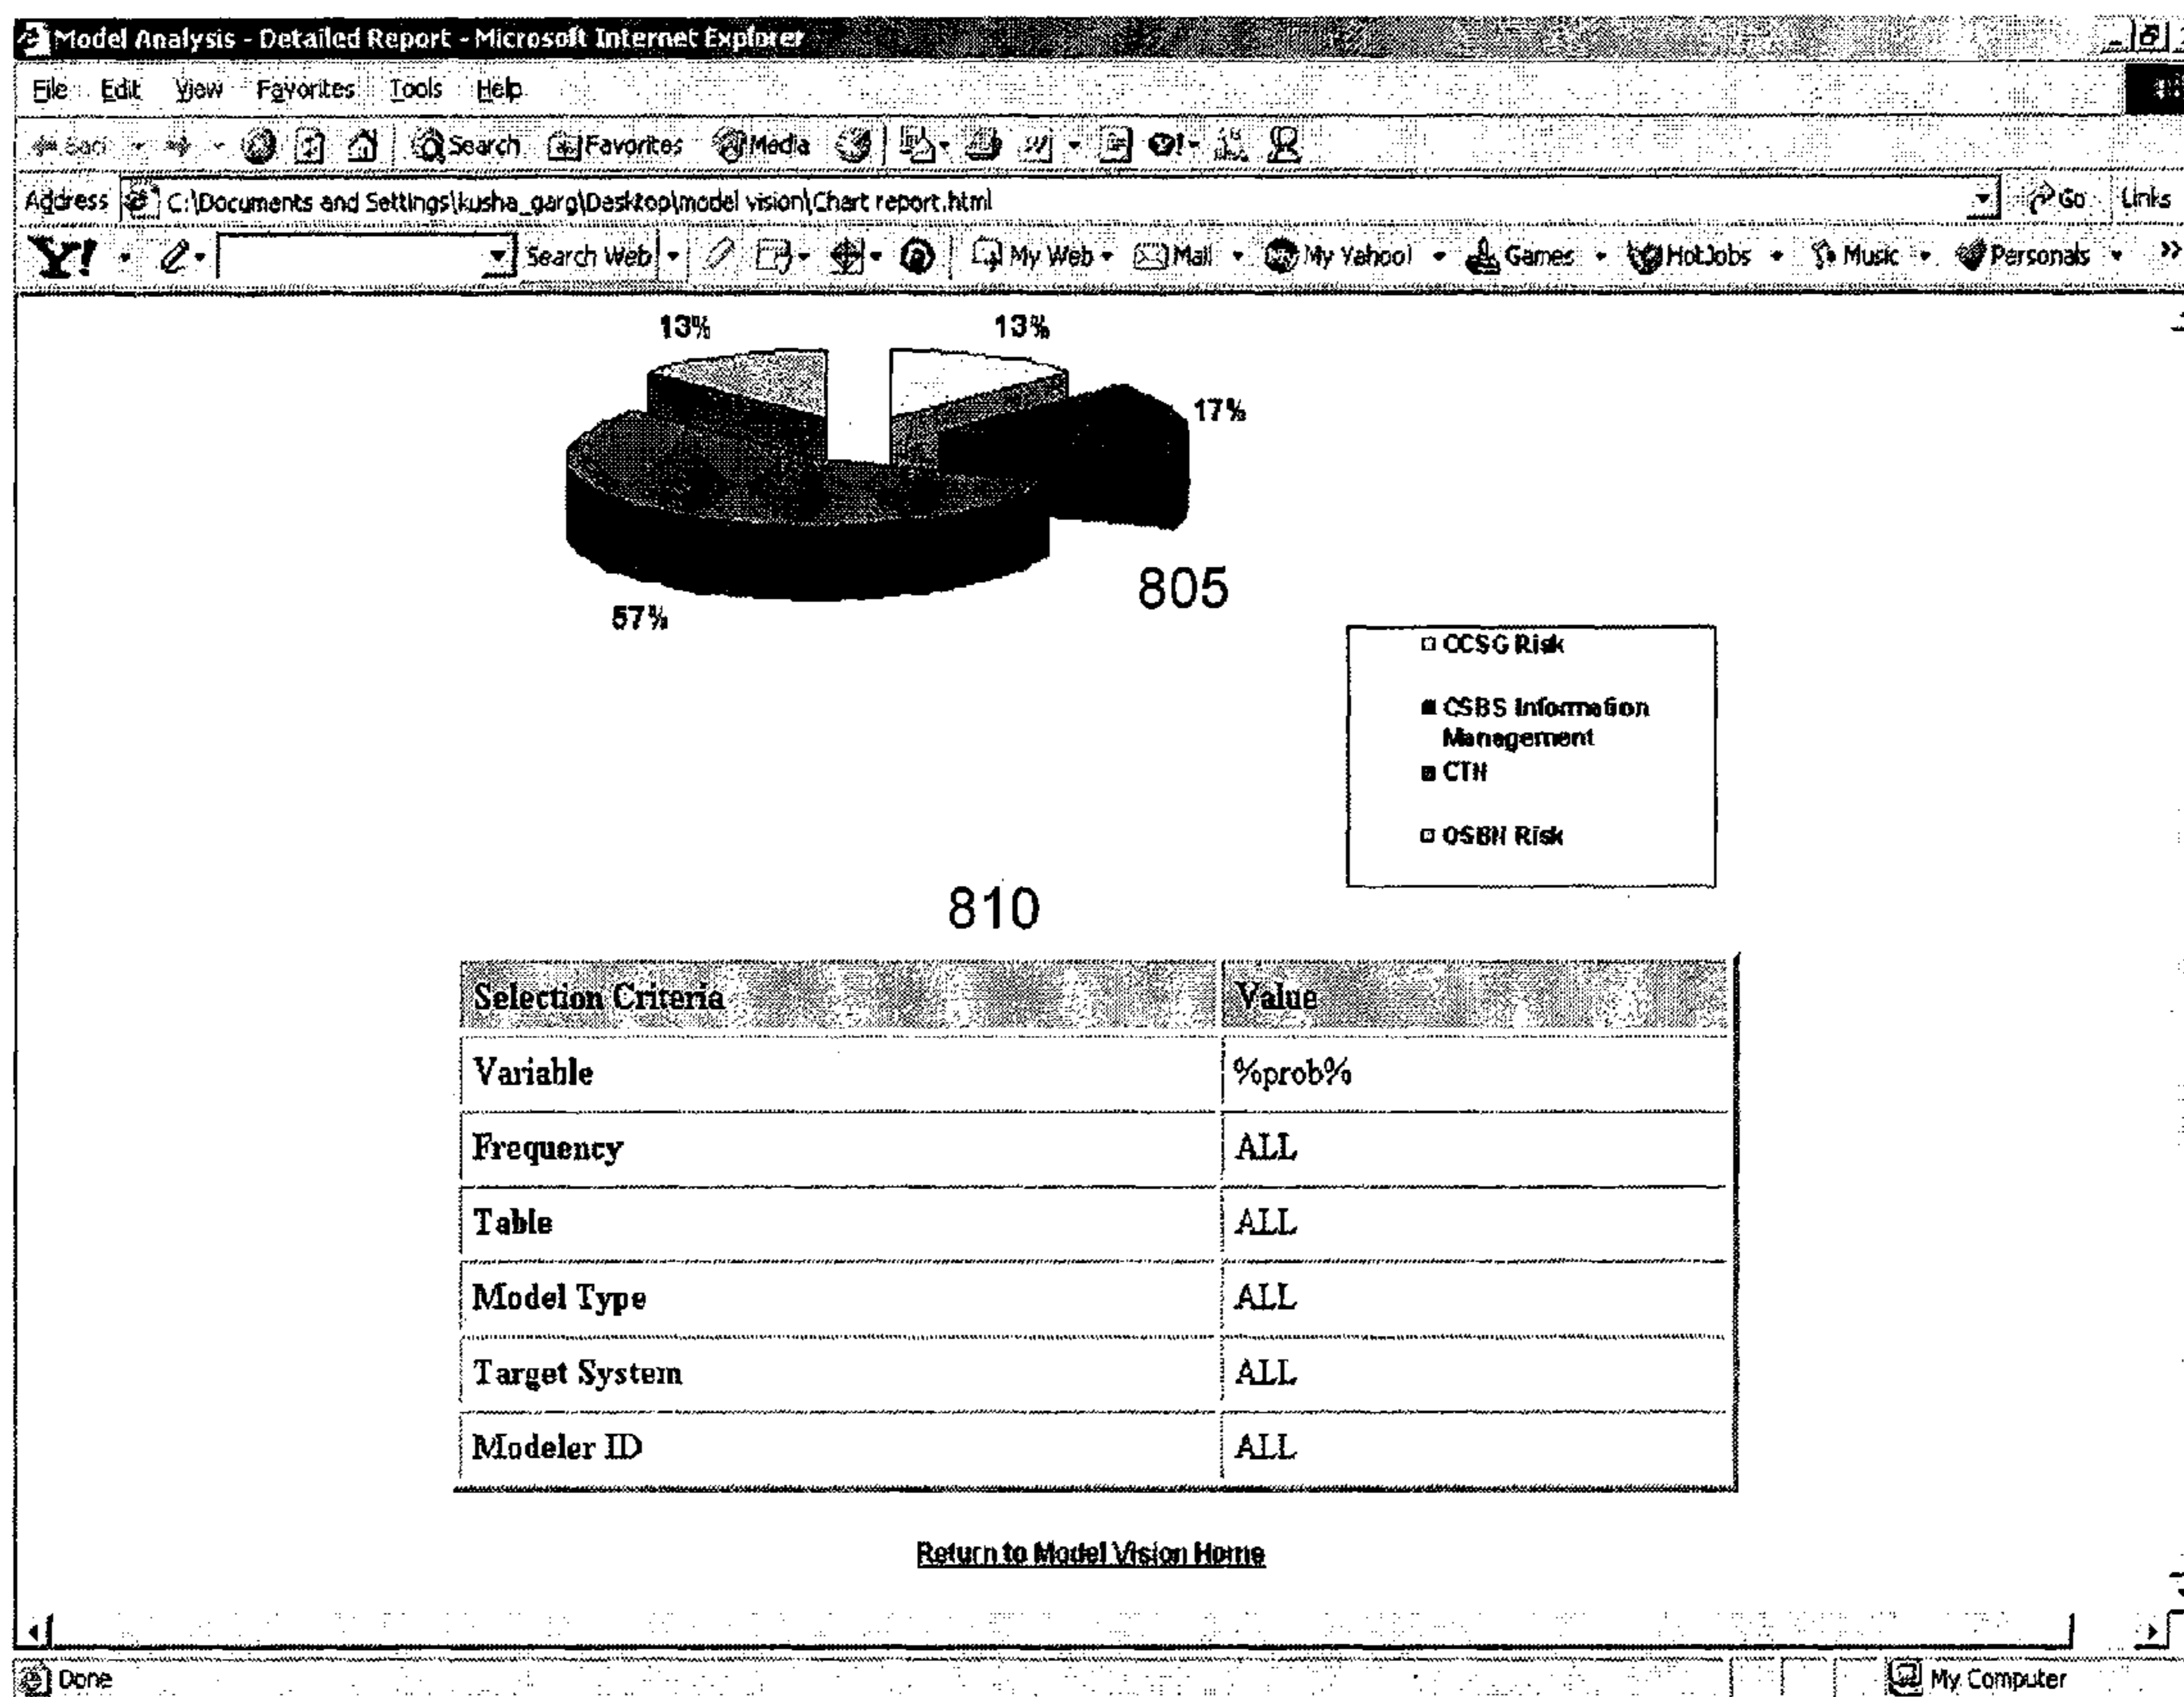 Model Analysis - Detailed Report - Microsoft Internet Explorer
File Edit View Favorites Tools Help
Back Search Favorites Media
Address C:\Documents and Settings\kusha_garg\Desktop\model vision\Chart report.html Go Links
Y! Search Web My Web Mail My Yahoo! Games HotJobs Music Personals »
13% 13%
17%
57%
805
CCSG Risk
CSBS Information
Management
CTN
OSBN Risk
810
Selection Criteria Value
Variable %prob%
Frequency ALL
Table ALL
Model Type ALL
Target System ALL
Modeler ID ALL
Return to Model Vision Home
Done My Computer